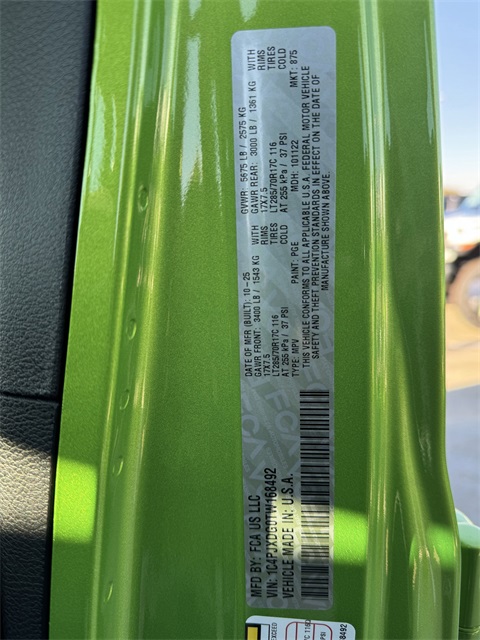 MFD BY: FCA US LLC
DATE OF MFR (BUILT): 10-25
GVWR: 5675 LB / 2575 KG
GAWR FRONT: 3400 LB / 1543 KG WITH
GAWR REAR: 3000 LB / 1361 KG WITH
17X7.5 RIMS
17X7.5 RIMS
LT285/70R17C 116 TIRES
LT285/70R17C 116 TIRES
AT 255 kPa / 37 PSI COLD
AT 255 kPa / 37 PSI COLD
TYPE: MPV
PAINT: PGE
MDH: 101122
MKT: 875
THIS VEHICLE CONFORMS TO ALL APPLICABLE U.S.A. FEDERAL MOTOR VEHICLE
SAFETY AND THEFT PREVENTION STANDARDS IN EFFECT ON THE DATE OF
MANUFACTURE SHOWN ABOVE.
VIN: 1C4PJXDG0TW168492
VEHICLE MADE IN U.S.A.
EXCEED
68492